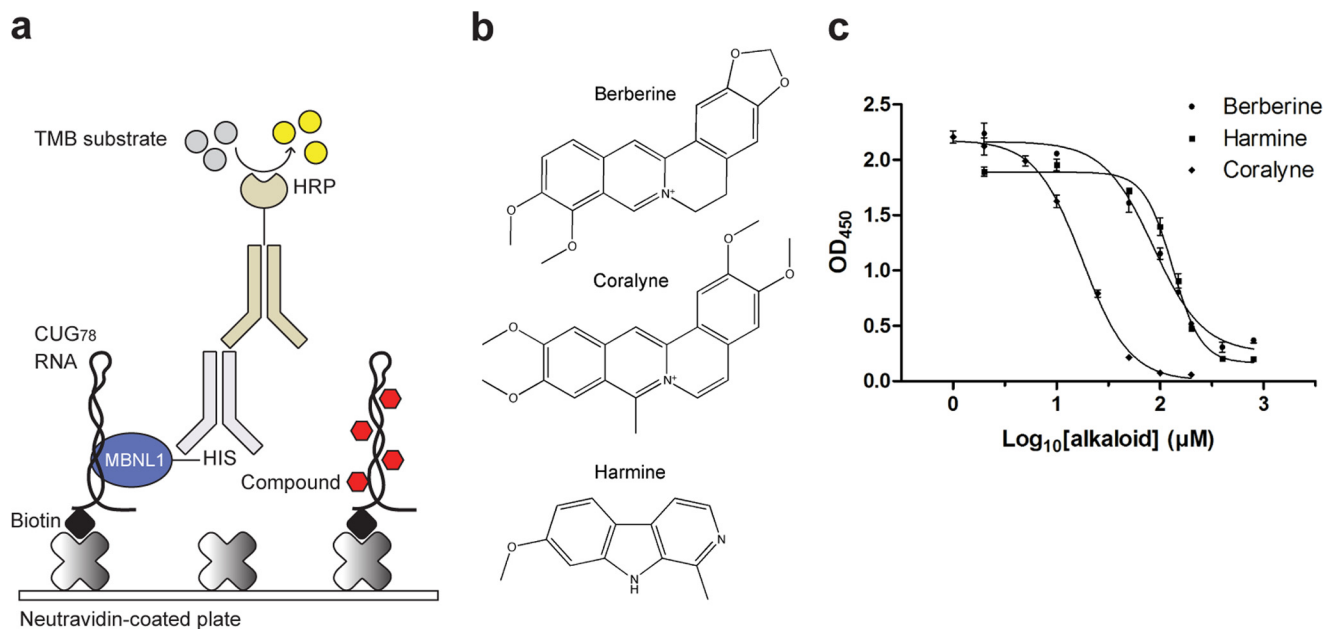 a
TMB substrate
HRP
CUG78
RNA
MBNL1
HIS
Compound
Biotin
Neutravidin-coated plate
b
Berberine
O
O
N+
O
O
Coralyne
O
O
O
O
N+
Harmine
O
N
H
N
c
Berberine
Harmine
Coralyne
OD450
2.5
2.0
1.5
1.0
0.5
0.0
0
1
2
3
Log10[alkaloid] (µM)